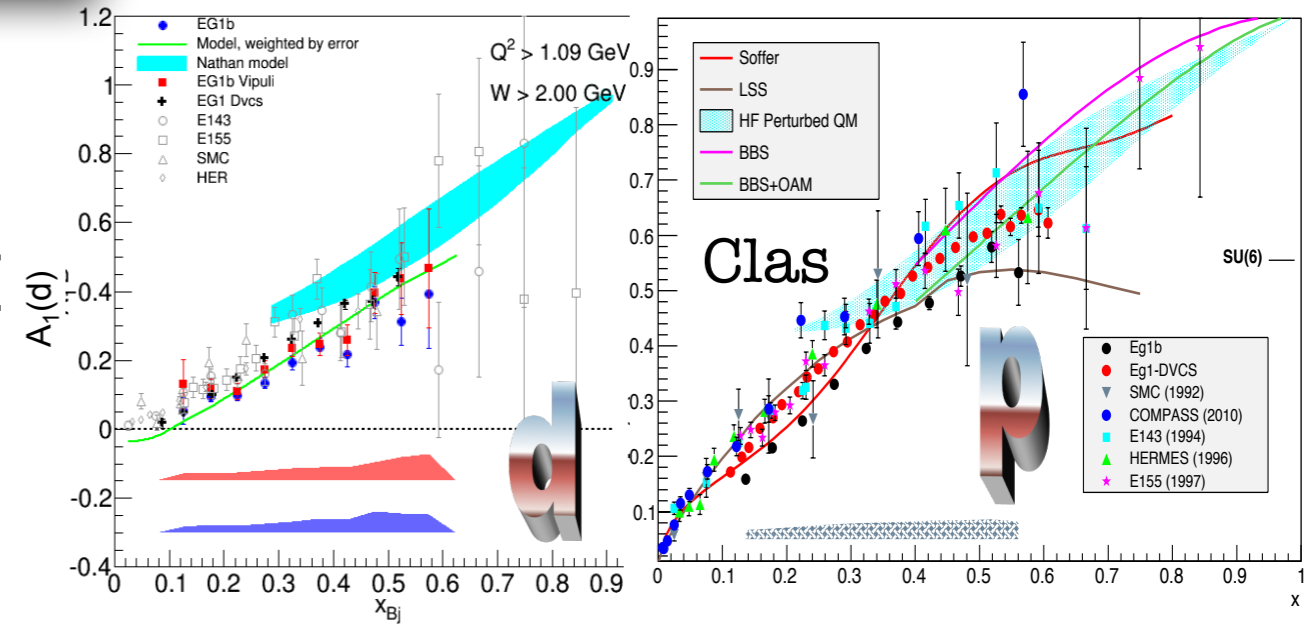 1.2
1
0.8
0.6
0.4
0.2
0
-0.2
-0.4
A1(d)
EG1b
Model, weighted by error
Nathan model
EG1b Vipuli
EG1 Dvcs
E143
E155
SMC
HER
Q² > 1.09 GeV
W > 2.00 GeV
d
0 0.1 0.2 0.3 0.4 0.5 0.6 0.7 0.8 0.9
xBj
0.9
0.8
0.7
0.6
0.5
0.4
0.3
0.2
0.1
Soffer
LSS
HF Perturbed QM
BBS
BBS+OAM
Clas
SU(6)
p
Eg1b
Eg1-DVCS
SMC (1992)
COMPASS (2010)
E143 (1994)
HERMES (1996)
E155 (1997)
0 0.1 0.2 0.3 0.4 0.5 0.6 0.7 0.8 0.9 1
x